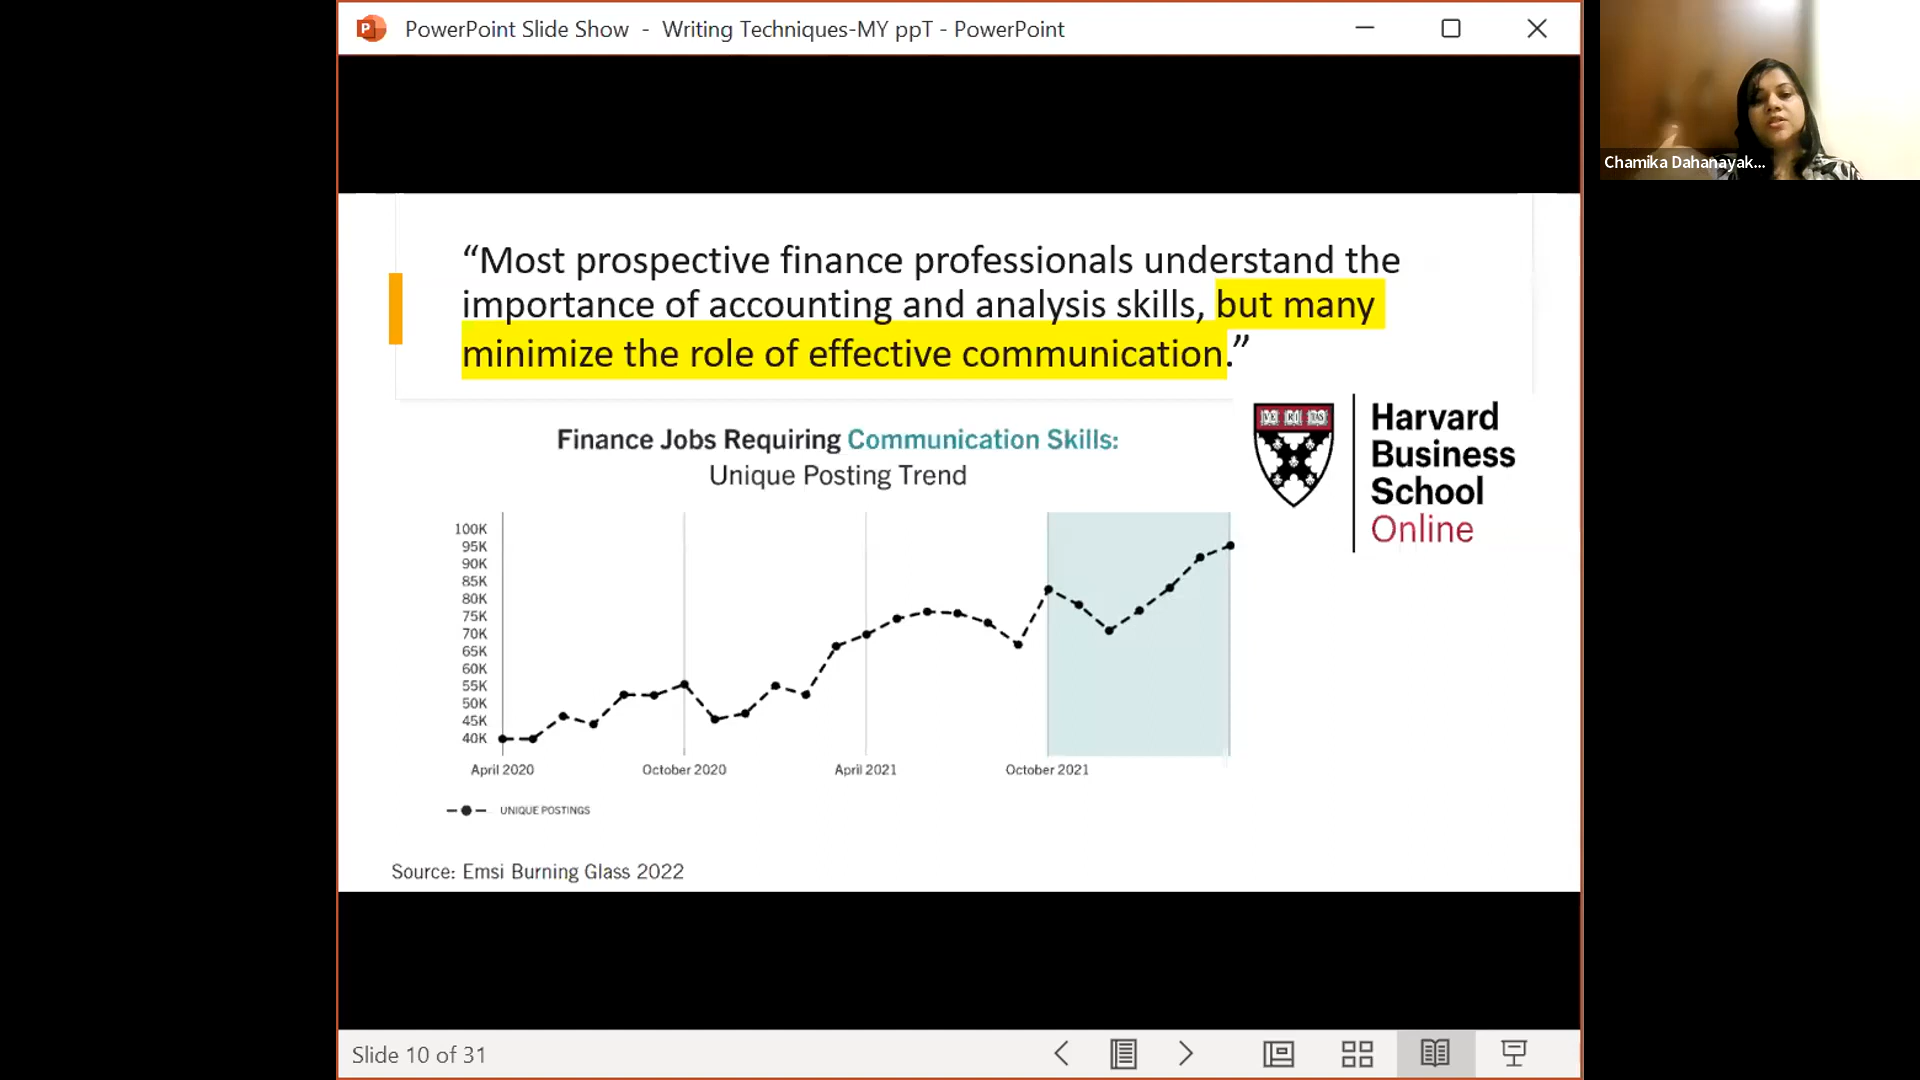 PowerPoint Slide Show - Writing Techniques-MY ppT - PowerPoint
Chamika Dahanayak...
“Most prospective finance professionals understand the
importance of accounting and analysis skills, but many
minimize the role of effective communication.”
Harvard
Business
School
Online
Finance Jobs Requiring Communication Skills:
Unique Posting Trend
100K
95K
90K
85K
80K
75K
70K
65K
60K
55K
50K
45K
40K
April 2020 October 2020 April 2021 October 2021
UNIQUE POSTINGS
Source: Emsi Burning Glass 2022
Slide 10 of 31